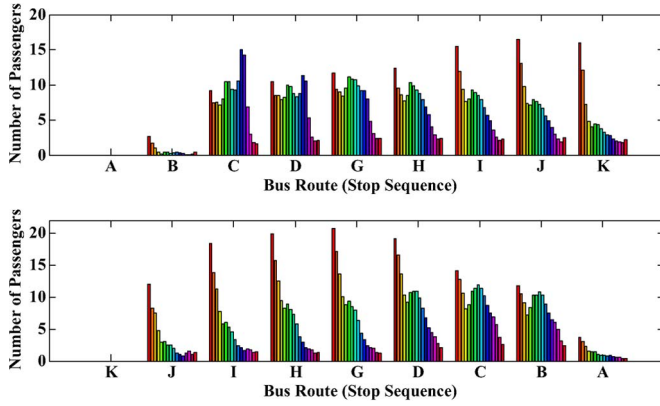 Number of Passengers
20
15
10
5
0
A B C D G H I J K
Bus Route (Stop Sequence)
Number of Passengers
20
15
10
5
0
K J I H G D C B A
Bus Route (Stop Sequence)